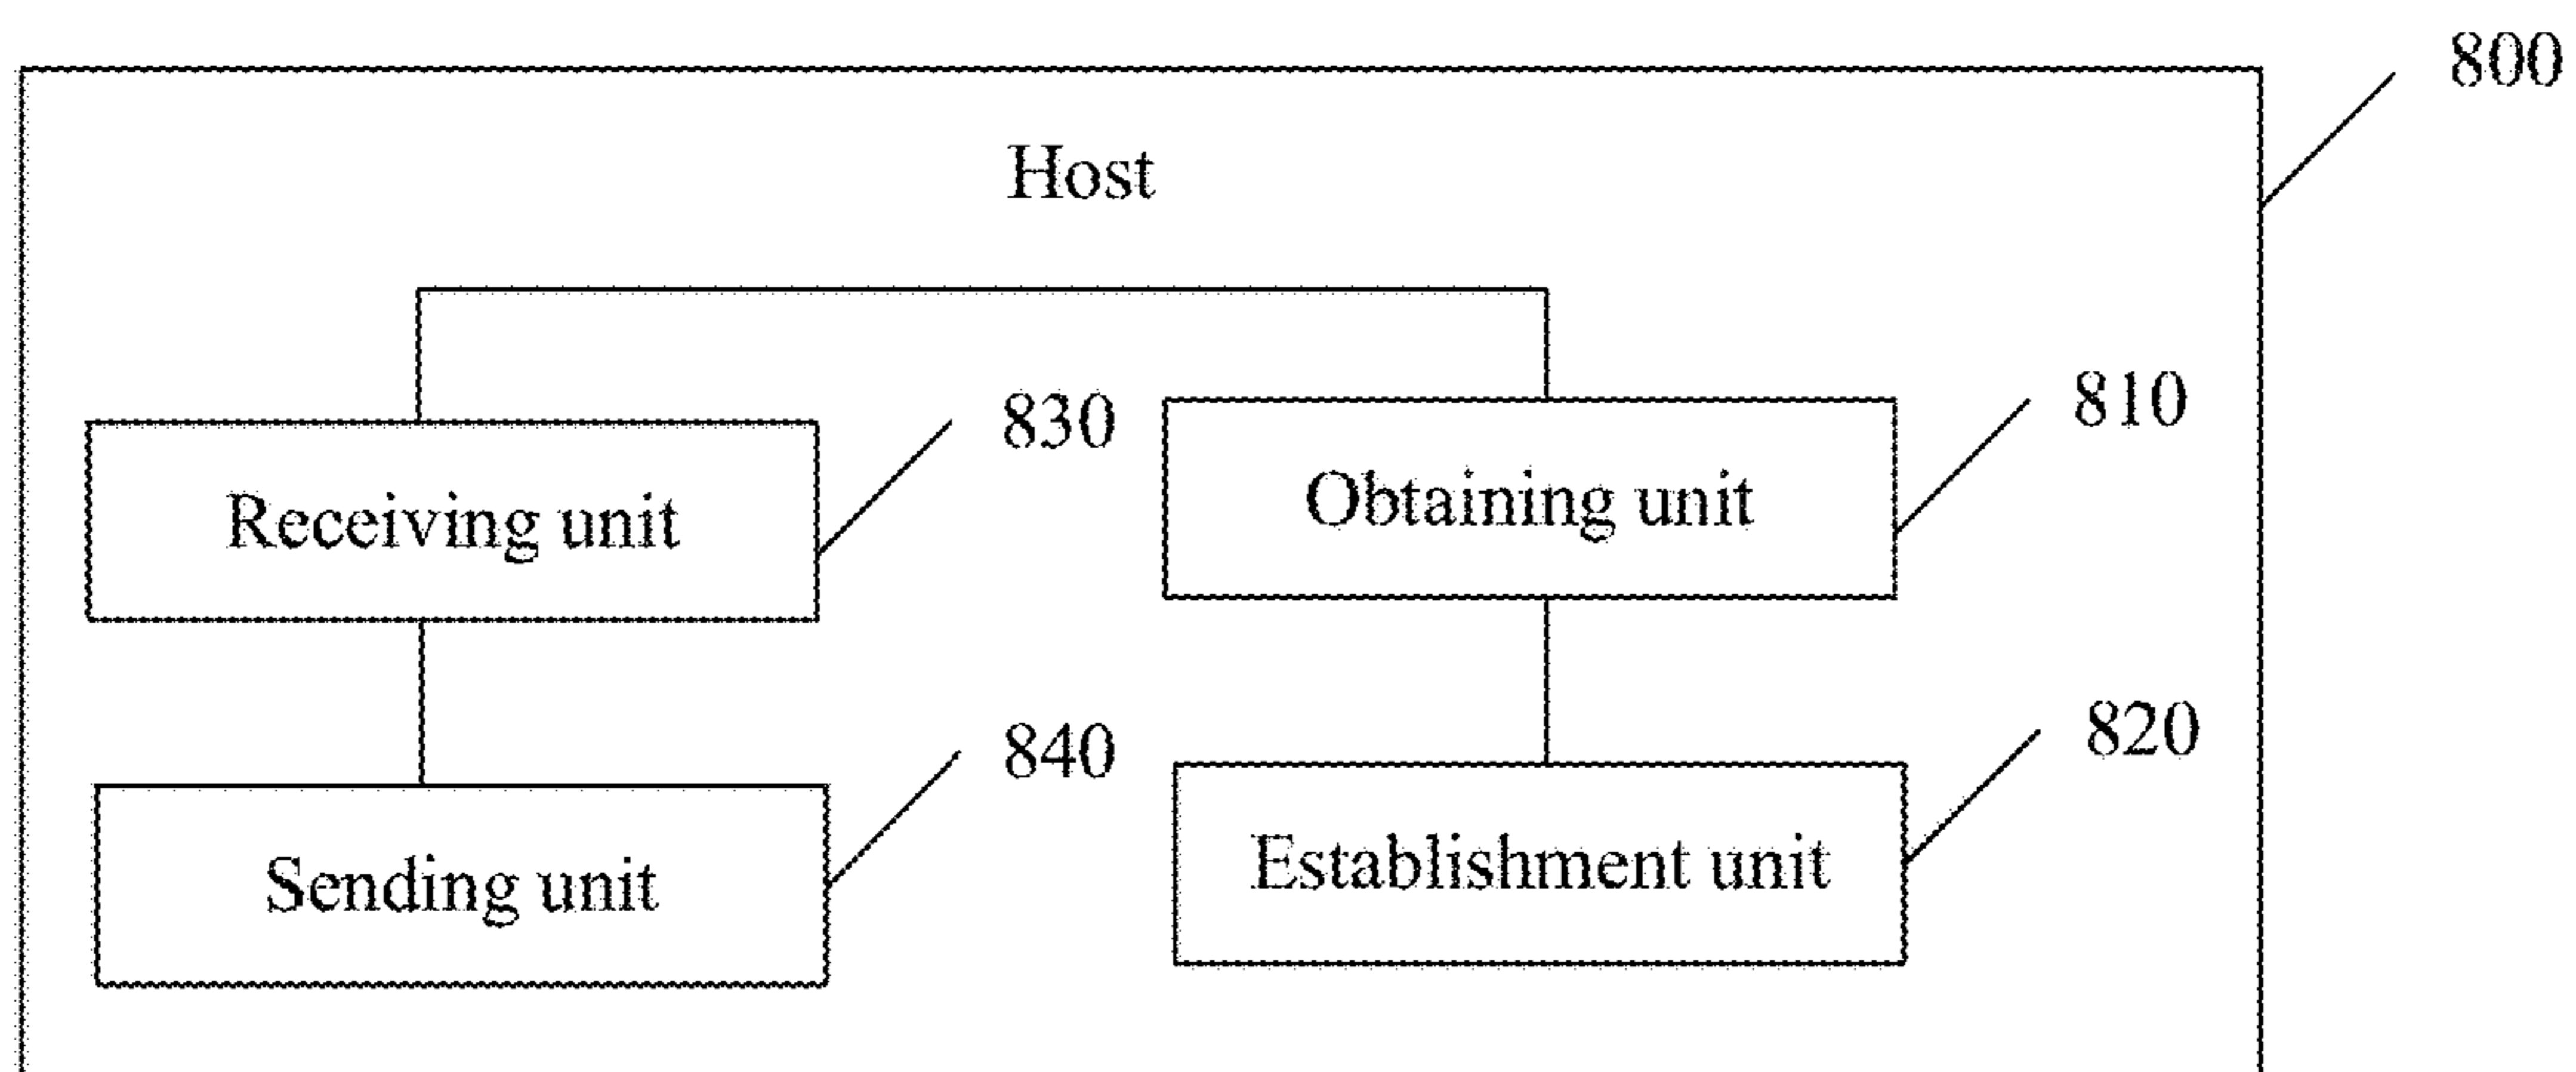 800
Host
830
810
Receiving unit
Obtaining unit
840
820
Sending unit
Establishment unit